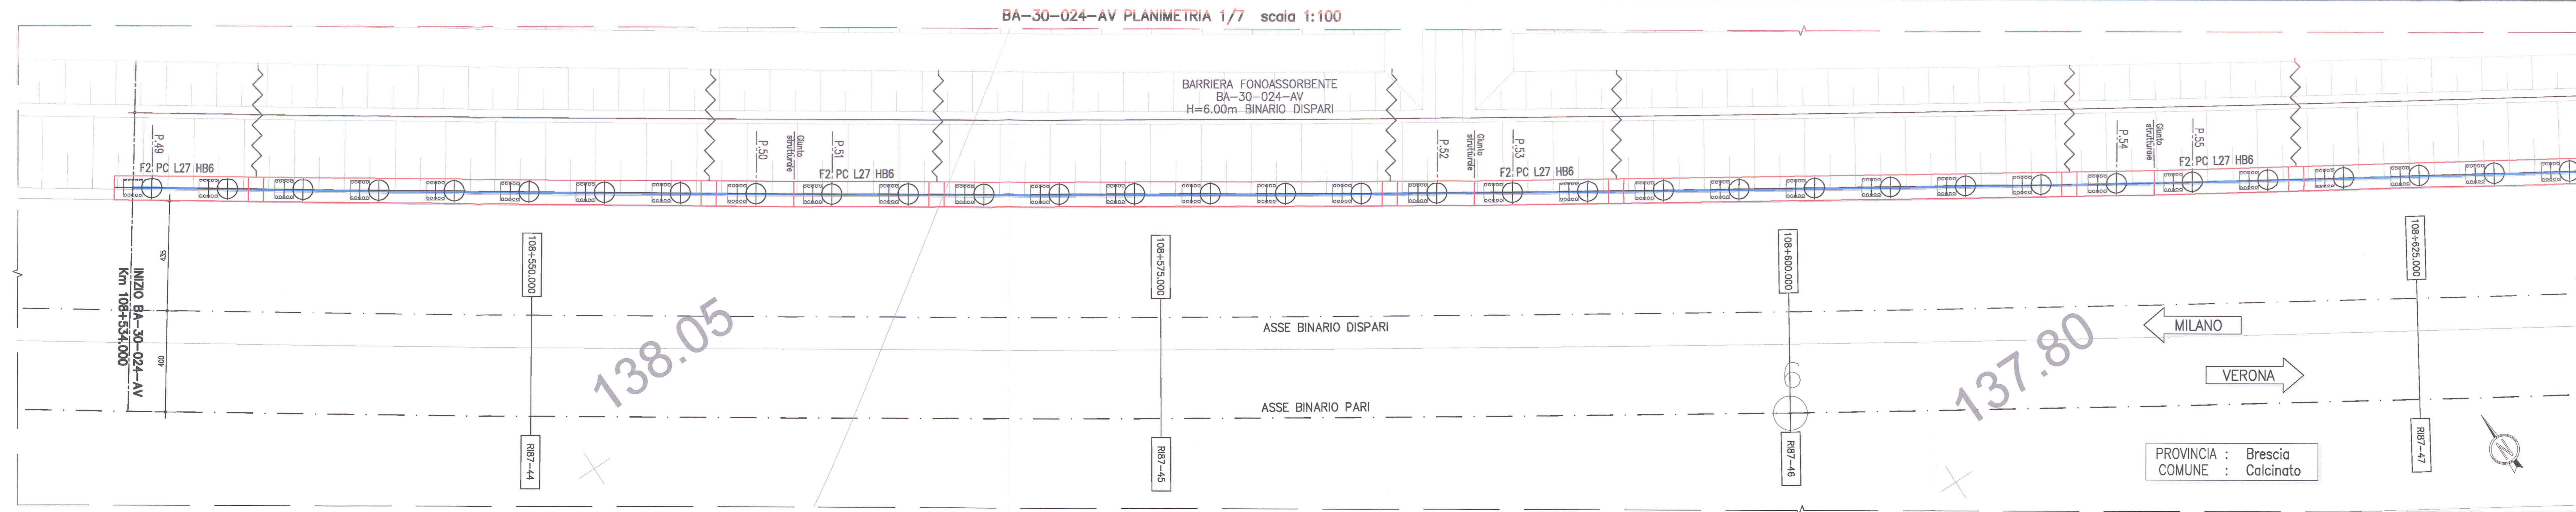 BA-30-024-AV PLANIMETRIA 1/7 scala 1:100
BARRIERA FONOASSORBENTE
BA-30-024-AV
H=6.00m BINARIO DISPARI
P.49
F2 PC L27 HB6
P.50
Giunto
strutturale
P.51
F2 PC L27 HB6
P.52
Giunto
strutturale
P.53
F2 PC L27 HB6
P.54
Giunto
strutturale
P.55
F2 PC L27 HB6
435
400
INIZIO BA-30-024-AV
Km 108+534.000
108+550.000
108+575.000
108+600.000
108+625.000
138.05
ASSE BINARIO DISPARI
MILANO
137.80
6
VERONA
ASSE BINARIO PARI
RI87-44
RI87-45
RI87-46
RI87-47
PROVINCIA : Brescia
COMUNE : Calcinato
N